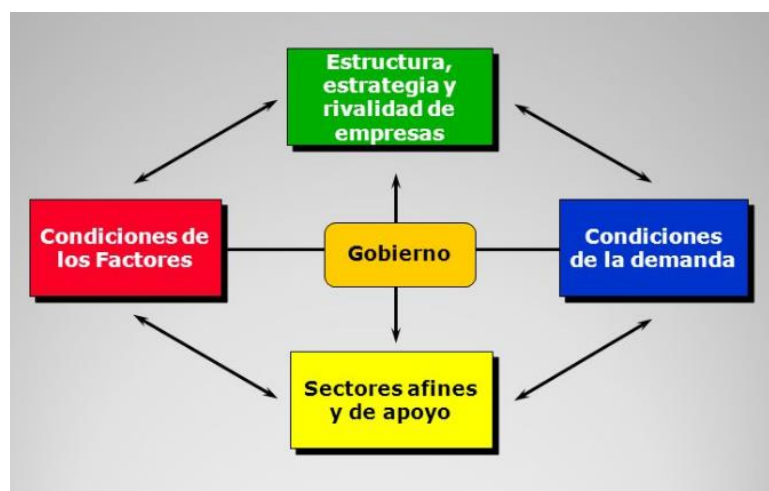 Estructura,
estrategia y
rivalidad de
empresas
Condiciones de
los Factores
Gobierno
Condiciones
de la demanda
Sectores afines
y de apoyo